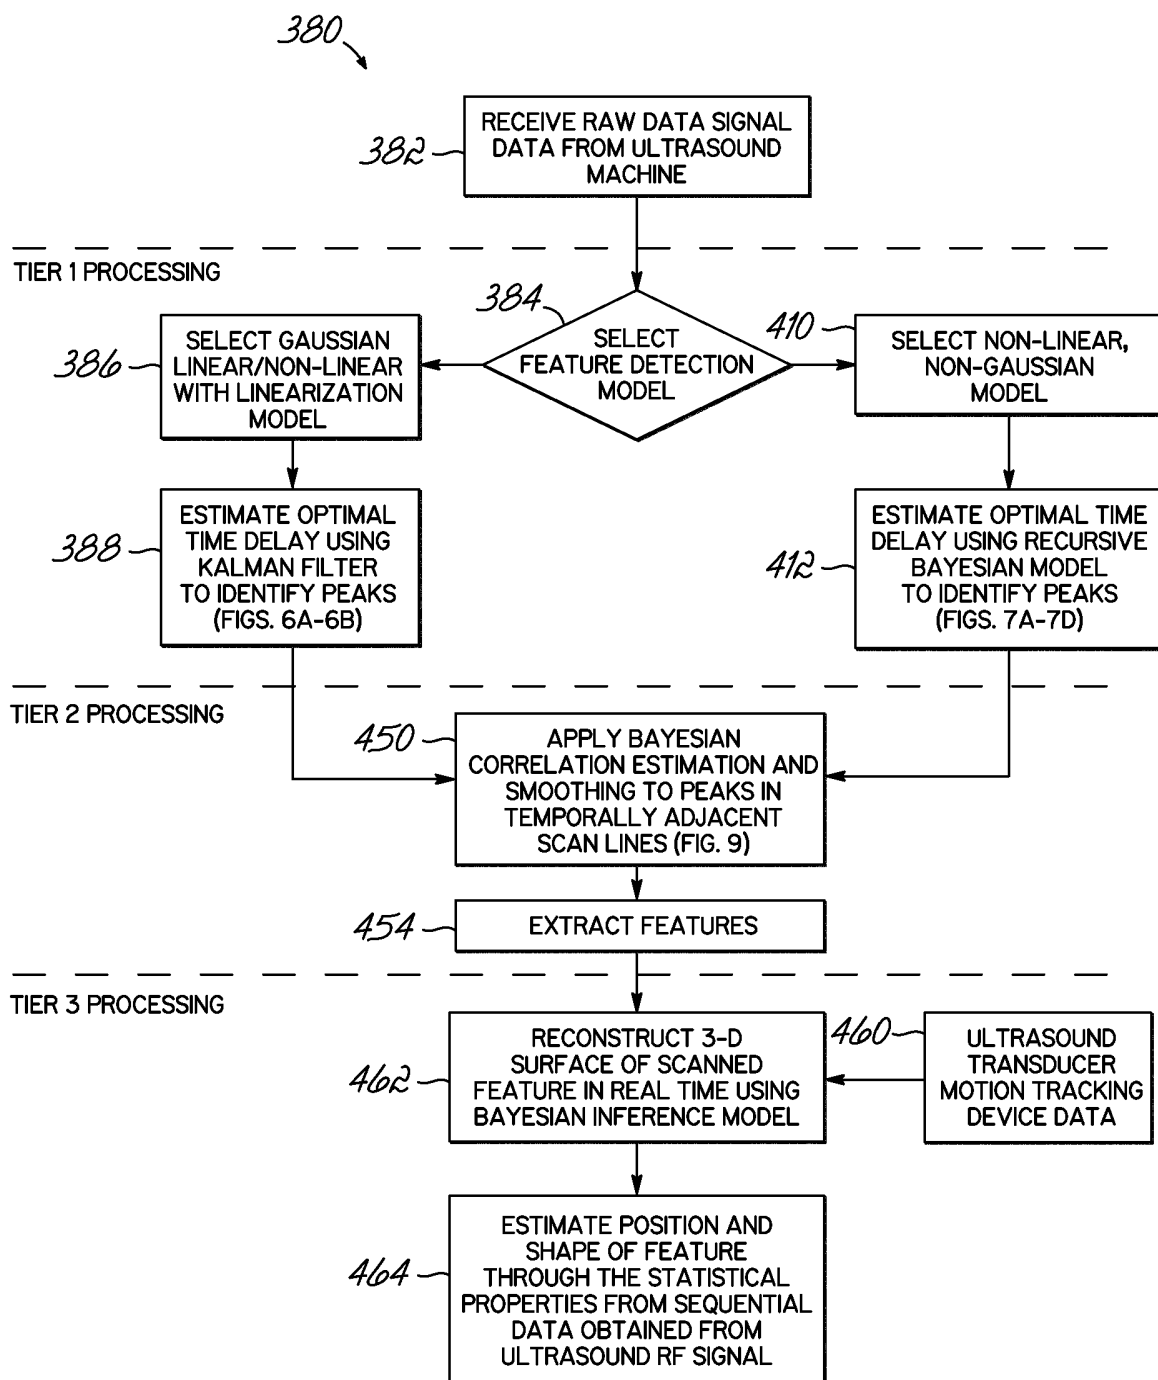 380
382
RECEIVE RAW DATA SIGNAL
DATA FROM ULTRASOUND
MACHINE
TIER 1 PROCESSING
384
SELECT
FEATURE DETECTION
MODEL
386
SELECT GAUSSIAN
LINEAR/NON-LINEAR
WITH LINEARIZATION
MODEL
410
SELECT NON-LINEAR,
NON-GAUSSIAN
MODEL
388
ESTIMATE OPTIMAL
TIME DELAY USING
KALMAN FILTER
TO IDENTIFY PEAKS
(FIGS. 6A-6B)
412
ESTIMATE OPTIMAL TIME
DELAY USING RECURSIVE
BAYESIAN MODEL
TO IDENTIFY PEAKS
(FIGS. 7A-7D)
TIER 2 PROCESSING
450
APPLY BAYESIAN
CORRELATION ESTIMATION AND
SMOOTHING TO PEAKS IN
TEMPORALLY ADJACENT
SCAN LINES (FIG. 9)
454
EXTRACT FEATURES
TIER 3 PROCESSING
462
RECONSTRUCT 3-D
SURFACE OF SCANNED
FEATURE IN REAL TIME USING
BAYESIAN INFERENCE MODEL
460
ULTRASOUND
TRANSDUCER
MOTION TRACKING
DEVICE DATA
464
ESTIMATE POSITION AND
SHAPE OF FEATURE
THROUGH THE STATISTICAL
PROPERTIES FROM SEQUENTIAL
DATA OBTAINED FROM
ULTRASOUND RF SIGNAL